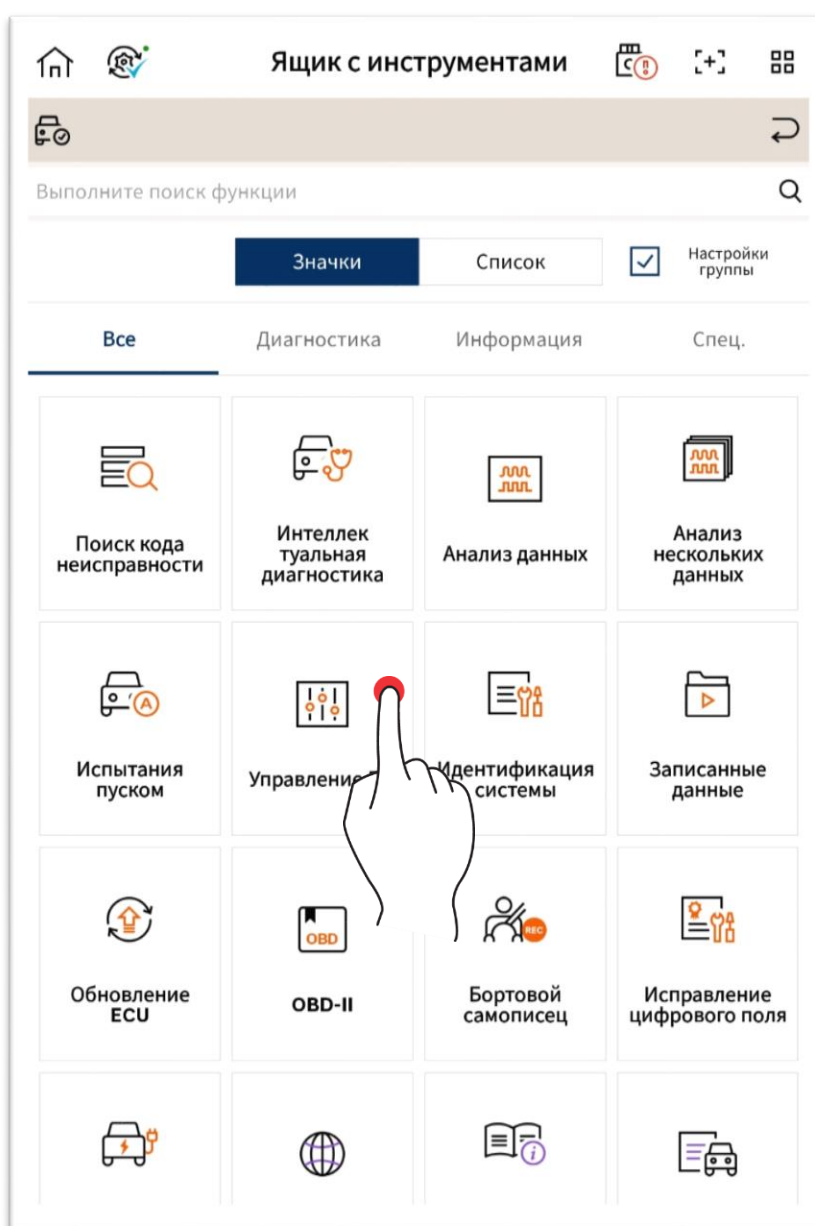 Ящик с инструментами
Выполните поиск функции
Значки
Список
Настройки
группы
Все
Диагностика
Информация
Спец.
Поиск кода
неисправности
Интеллек
туальная
диагностика
Анализ данных
Анализ
нескольких
данных
A
Испытания
пуском
Управление
Идентификация
системы
Записанные
данные
Обновление
ECU
OBD
OBD-II
REC
Бортовой
самописец
Исправление
цифрового поля